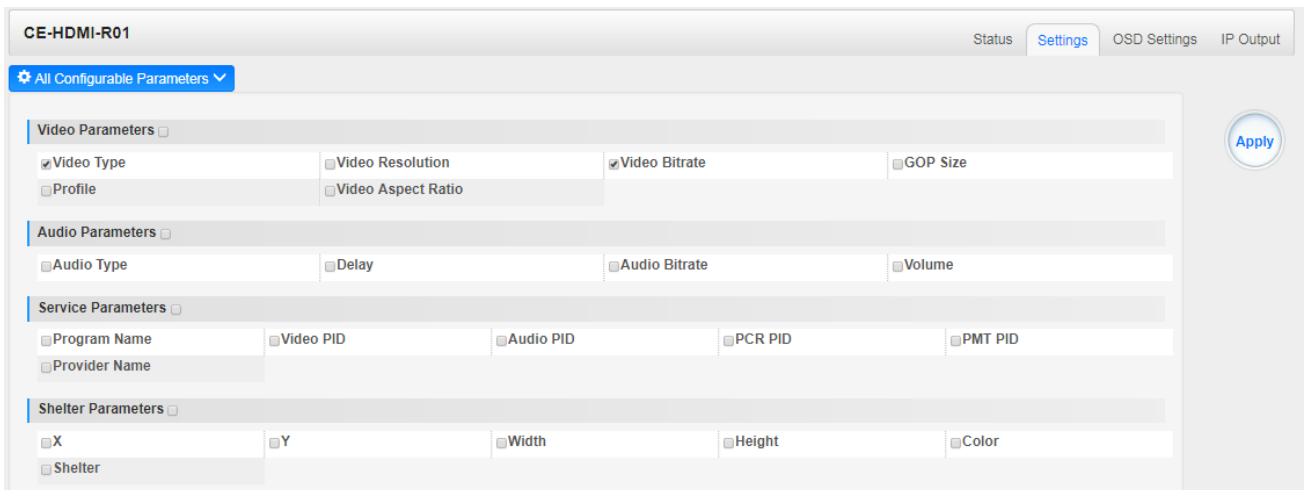 CE-HDMI-R01
Status Settings OSD Settings IP Output
All Configurable Parameters
Video Parameters
Apply
Video Type Video Resolution Video Bitrate GOP Size
Profile Video Aspect Ratio
Audio Parameters
Audio Type Delay Audio Bitrate Volume
Service Parameters
Program Name Video PID Audio PID PCR PID PMT PID
Provider Name
Shelter Parameters
X Y Width Height Color
Shelter